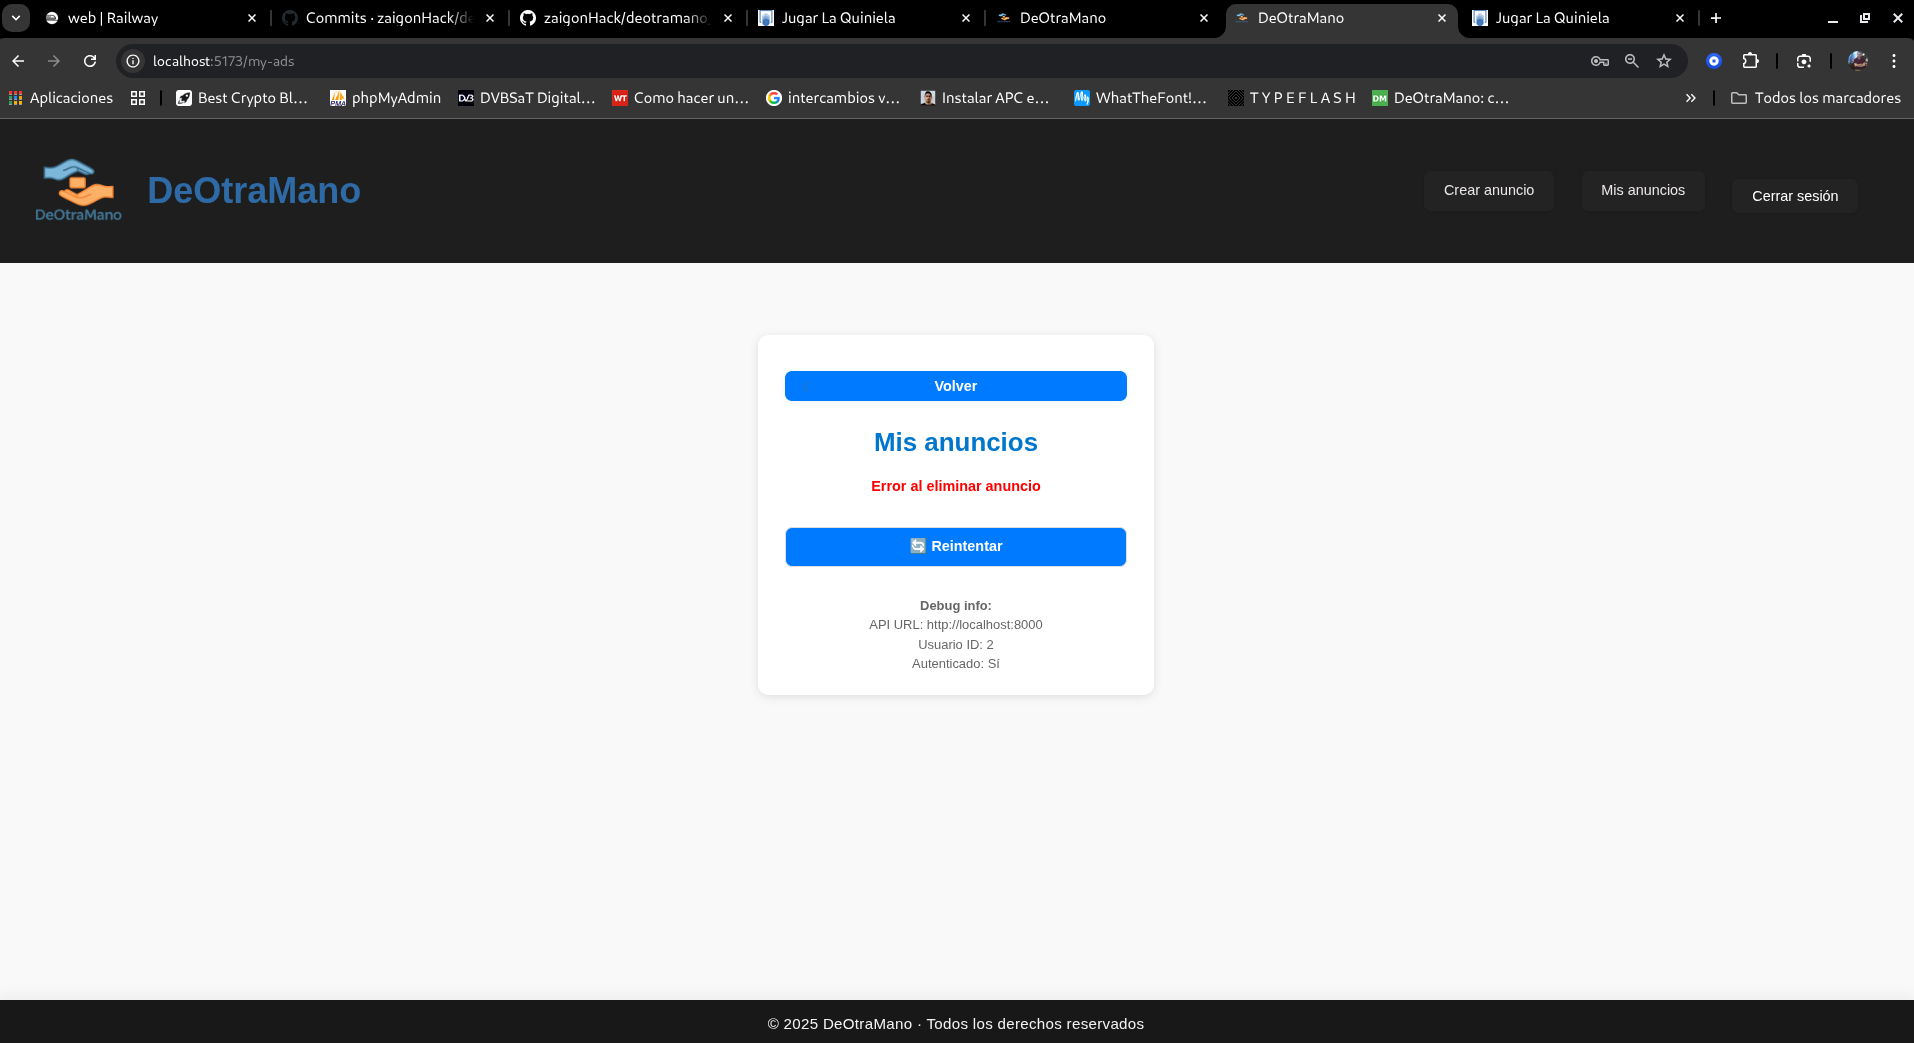 web | Railway
Commits · zaigonHack/de
zaigonHack/deotramano_
Jugar La Quiniela
DeOtraMano
DeOtraMano
Jugar La Quiniela
localhost:5173/my-ads
Aplicaciones
Best Crypto Bl...
phpMyAdmin
DVBSaT Digital...
Como hacer un...
intercambios v...
Instalar APC e...
WhatTheFont!...
T Y P E F L A S H
DeOtraMano: c...
Todos los marcadores
DeOtraMano
DeOtraMano
Crear anuncio
Mis anuncios
Cerrar sesión
Volver
Mis anuncios
Error al eliminar anuncio
🔄 Reintentar
Debug info:
API URL: http://localhost:8000
Usuario ID: 2
Autenticado: Sí
© 2025 DeOtraMano · Todos los derechos reservados